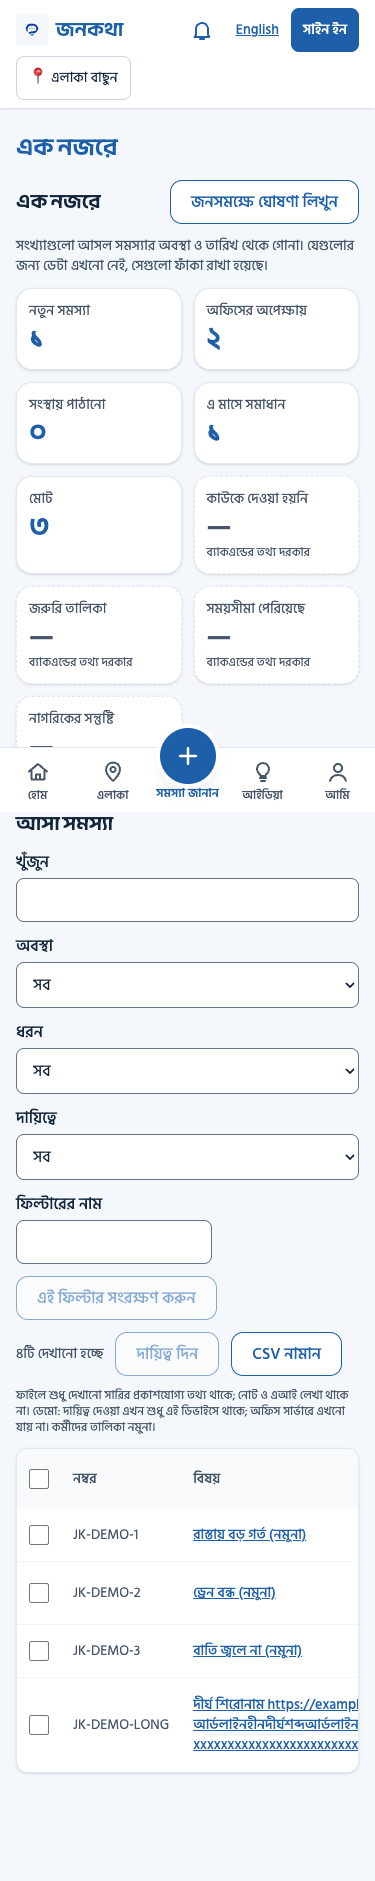 জনকথা
English
সাইন ইন
এলাকা বাছুন
এক নজরে
এক নজরে
জনসমক্ষে ঘোষণা লিখুন
সংখ্যাগুলো আসল সমস্যার অবস্থা ও তারিখ থেকে গোনা। যেগুলোর
জন্য ডেটা এখনো নেই, সেগুলো ফাঁকা রাখা হয়েছে।
নতুন সমস্যা
১
অফিসের অপেক্ষায়
২
সংস্থায় পাঠানো
০
এ মাসে সমাধান
১
মোট
৩
কাউকে দেওয়া হয়নি
—
ব্যাকএন্ডের তথ্য দরকার
জরুরি তালিকা
—
ব্যাকএন্ডের তথ্য দরকার
সময়সীমা পেরিয়েছে
—
ব্যাকএন্ডের তথ্য দরকার
নাগরিকের সন্তুষ্টি
—
হোম
এলাকা
সমস্যা জানান
আইডিয়া
আমি
আসা সমস্যা
খুঁজুন
অবস্থা
সব
ধরন
সব
দায়িত্বে
সব
ফিল্টারের নাম
এই ফিল্টার সংরক্ষণ করুন
৪টি দেখানো হচ্ছে
দায়িত্ব দিন
CSV নামান
ফাইলে শুধু দেখানো সারির প্রকাশযোগ্য তথ্য থাকে; নোট ও এআই লেখা থাকে
না। ডেমো: দায়িত্ব দেওয়া এখন শুধু এই ডিভাইসে থাকে; অফিস সার্ভারে এখনো
যায় না। কর্মীদের তালিকা নমুনা।
নম্বর
বিষয়
JK-DEMO-1
রাস্তায় বড় গর্ত (নমুনা)
JK-DEMO-2
ড্রেন বন্ধ (নমুনা)
JK-DEMO-3
বাতি জ্বলে না (নমুনা)
JK-DEMO-LONG
দীর্ঘ শিরোনাম https://exampl
আর্ডলাইনহীনদীর্ঘশব্দআর্ডলাইন
xxxxxxxxxxxxxxxxxxxxxxxx